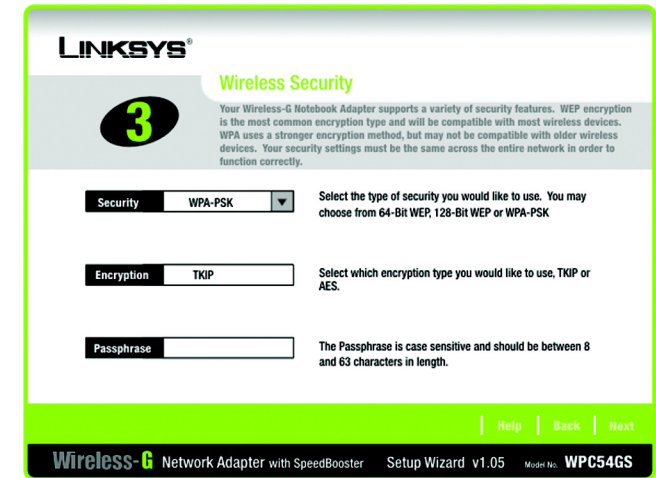 LINKSYS®
Wireless Security
3
Your Wireless-G Notebook Adapter supports a variety of security features. WEP encryption
is the most common encryption type and will be compatible with most wireless devices.
WPA uses a stronger encryption method, but may not be compatible with older wireless
devices. Your security settings must be the same across the entire network in order to
function correctly.
Security WPA-PSK
Select the type of security you would like to use. You may
choose from 64-Bit WEP, 128-Bit WEP or WPA-PSK
Encryption TKIP
Select which encryption type you would like to use, TKIP or
AES.
Passphrase
The Passphrase is case sensitive and should be between 8
and 63 characters in length.
Help Back Next
Wireless-G Network Adapter with SpeedBooster Setup Wizard v1.05 Model No. WPC54GS